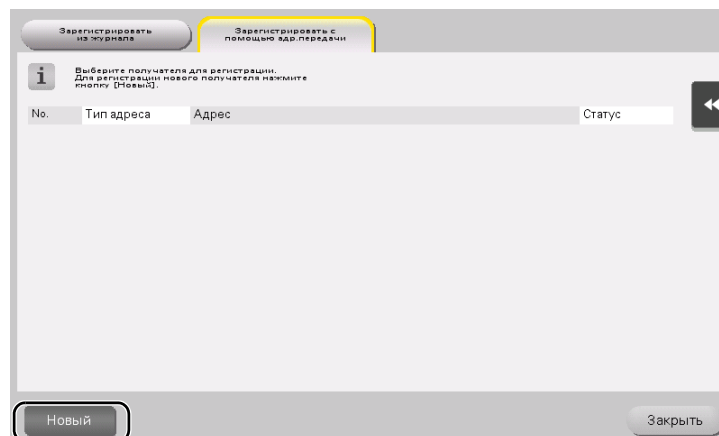 Зарегистрировать
из журнала
Зарегистрировать с
помощью адр.передачи
i
Выберите получателя для регистрации.
Для регистрации нового получателя нажмите
кнопку [Новый].
No. Тип адреса Адрес Статус
Новый
Закрыть